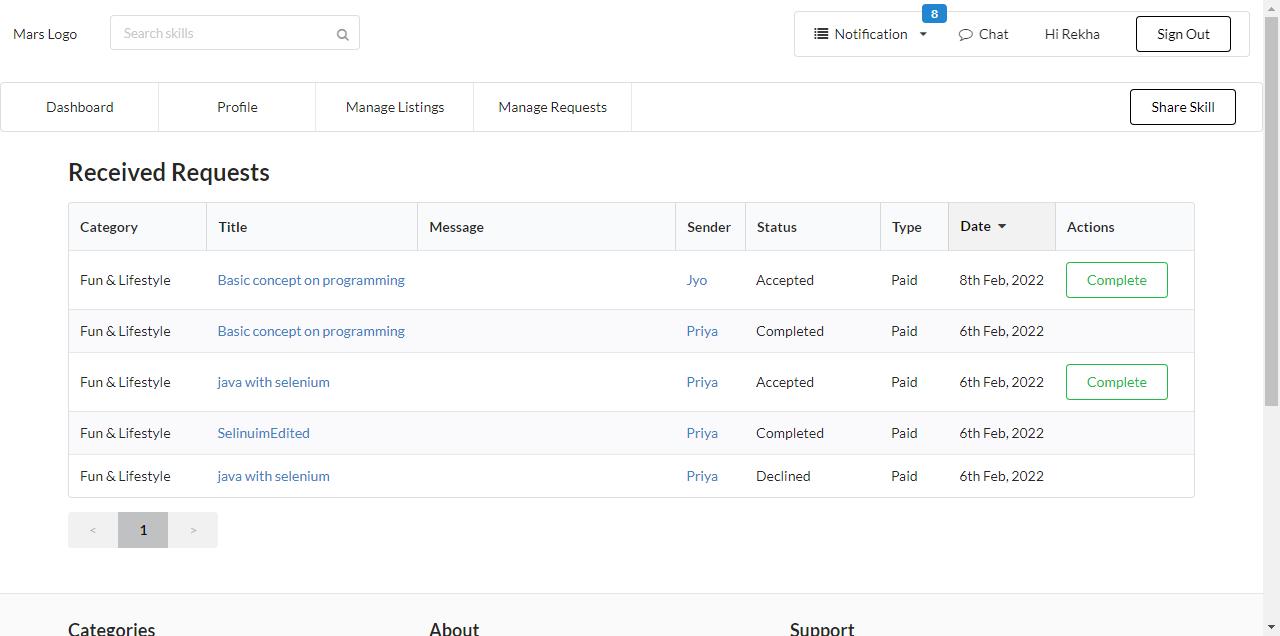 8
Mars Logo Search skills Notification Chat Hi Rekha Sign Out
Dashboard Profile Manage Listings Manage Requests Share Skill
Received Requests
Category Title Message Sender Status Type Date Actions
Fun & Lifestyle Basic concept on programming Jyo Accepted Paid 8th Feb, 2022 Complete
Fun & Lifestyle Basic concept on programming Priya Completed Paid 6th Feb, 2022
Fun & Lifestyle java with selenium Priya Accepted Paid 6th Feb, 2022 Complete
Fun & Lifestyle SelinuimEdited Priya Completed Paid 6th Feb, 2022
Fun & Lifestyle java with selenium Priya Declined Paid 6th Feb, 2022
< 1 >
Categories About Support